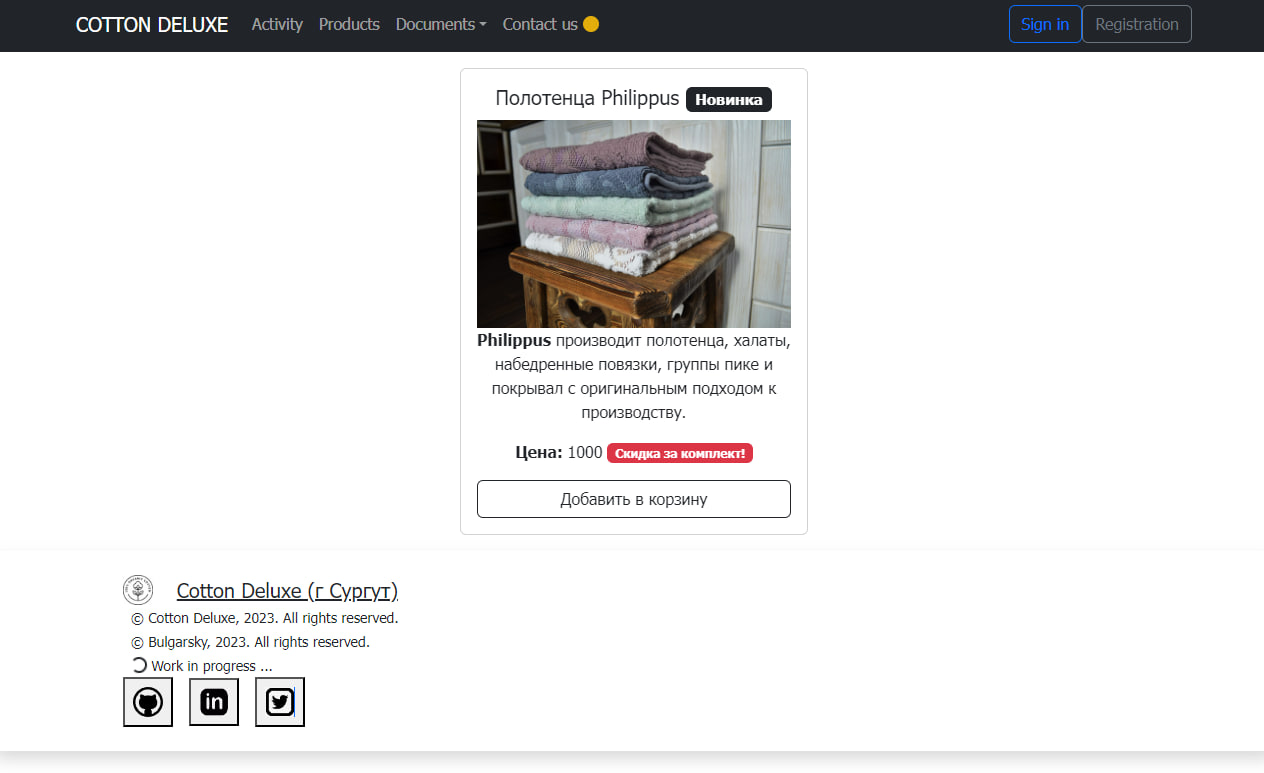 COTTON DELUXE Activity Products Documents Contact us Sign in Registration
Полотенца Philippus Новинка
Philippus производит полотенца, халаты,
набедренные повязки, группы пике и
покрывал с оригинальным подходом к
производству.
Цена: 1000 Скидка за комплект!
Добавить в корзину
Cotton Deluxe (г Сургут)
© Cotton Deluxe, 2023. All rights reserved.
© Bulgarsky, 2023. All rights reserved.
Work in progress ...
in